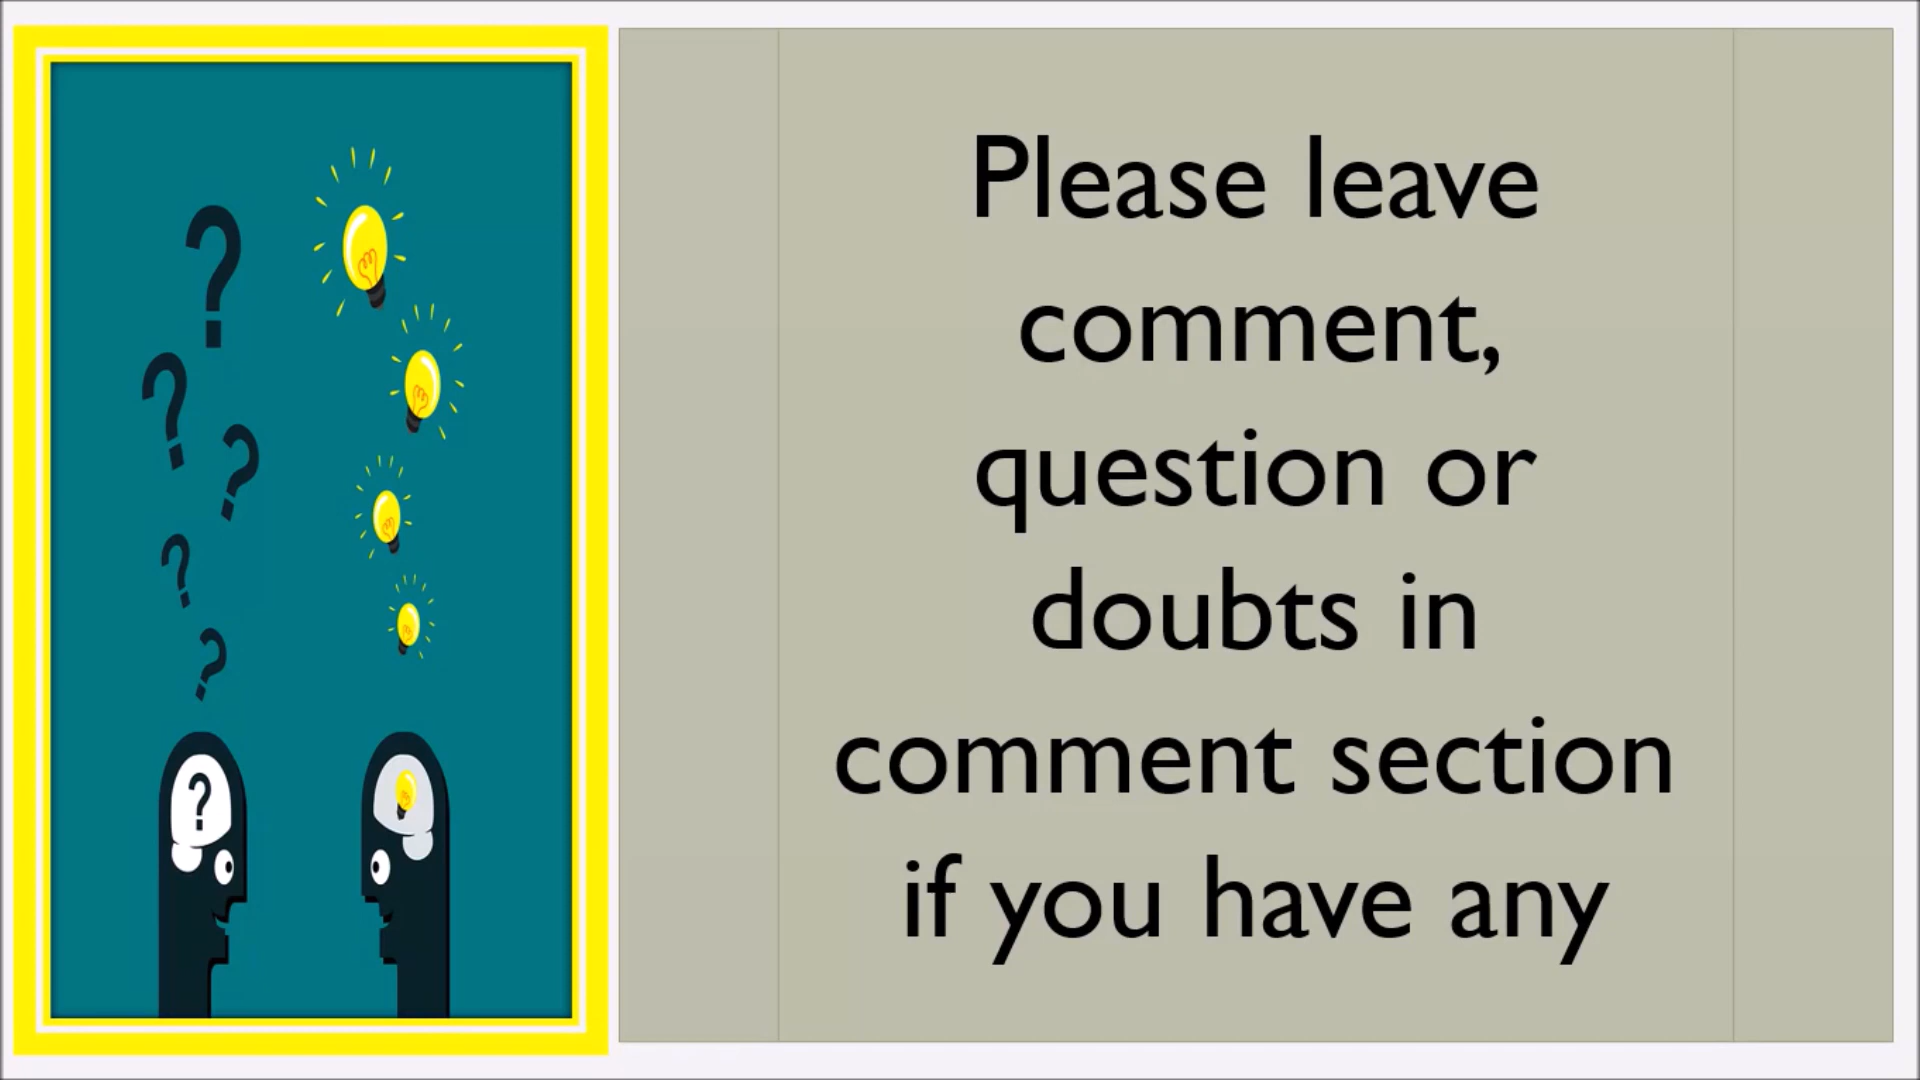 Please leave
comment,
question or
doubts in
comment section
if you have any